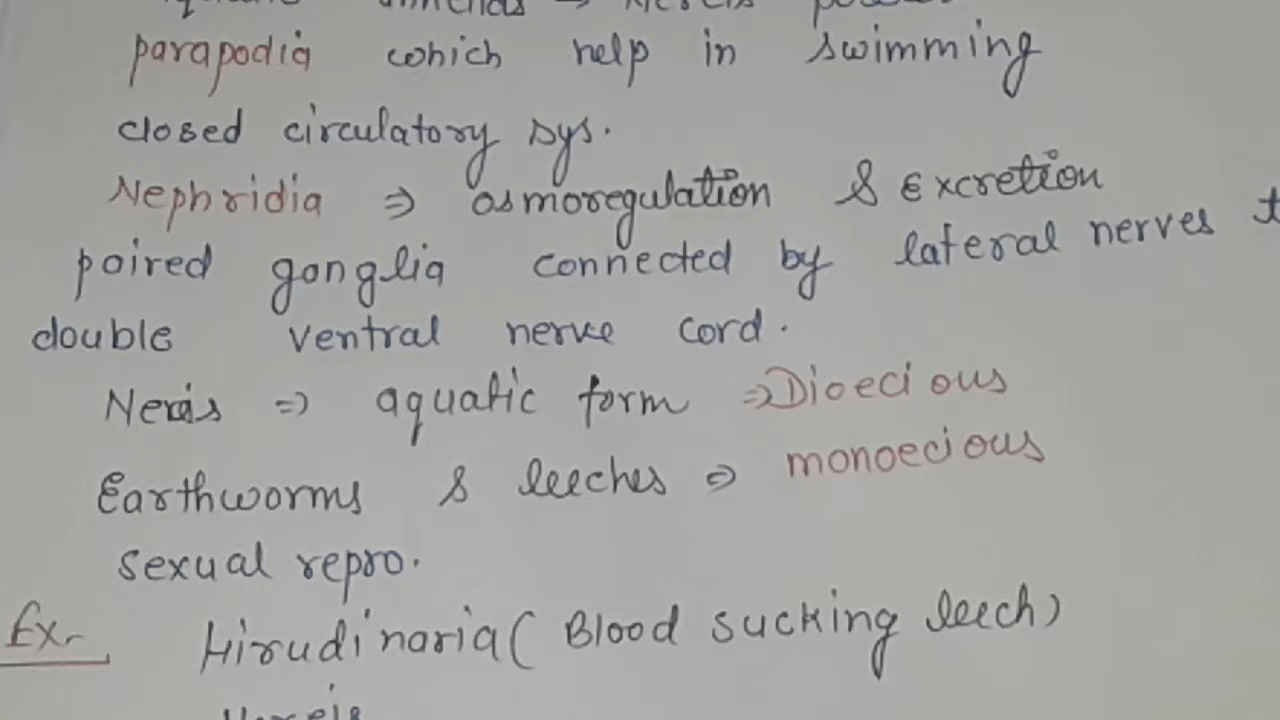 parapodia which help in swimming
closed circulatory sys.
Nephridia ⇒ osmoregulation & Excretion
paired ganglia connected by lateral nerves t
double ventral nerve cord.
Nereis ⇒ aquatic form ⇒ Dioecious
Earthworms & leeches ⇒ monoecious
sexual repro.
Ex- Hirudinaria ( Blood sucking leech)